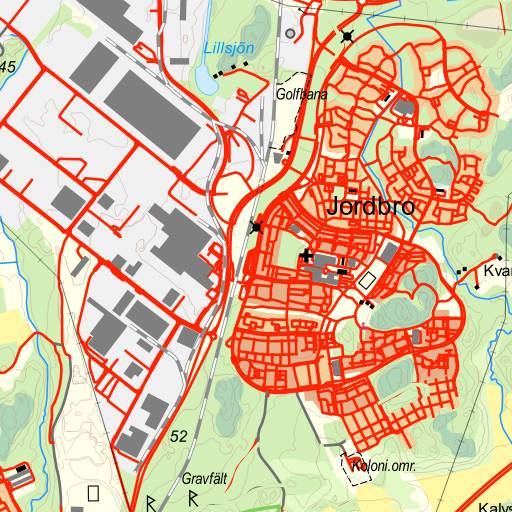 Lillsjön
45
Golfbana
Jordbro
Kvar
52
Koloni.omr.
Gravfält
R
R
Kalvs